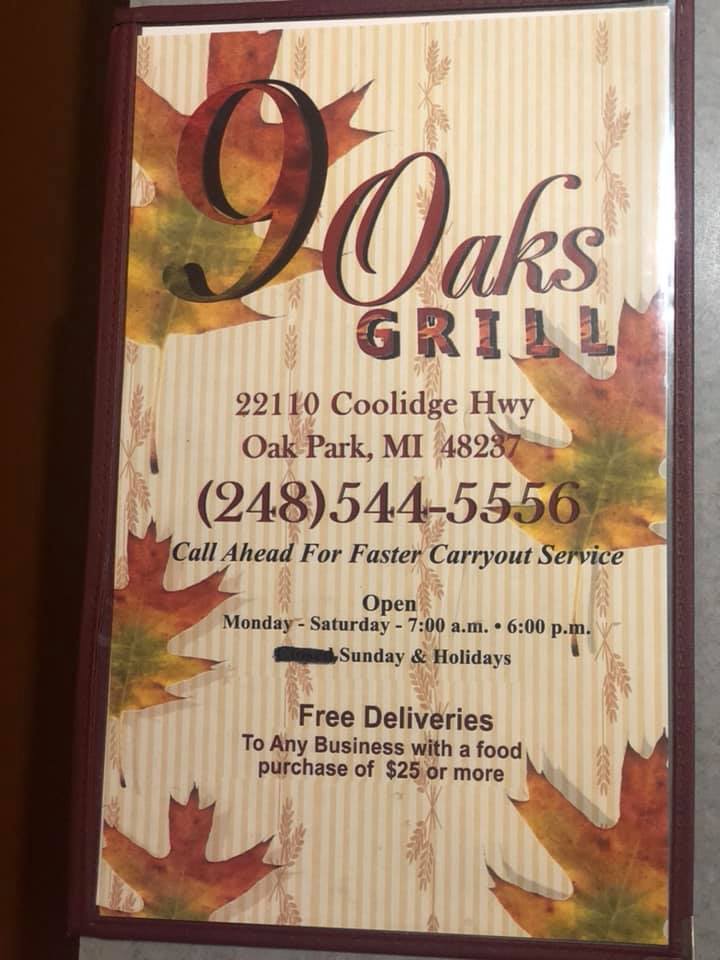 9 Oaks
GRILL
22110 Coolidge Hwy
Oak Park, MI 48237
(248)544-5556
Call Ahead For Faster Carryout Service
Open
Monday - Saturday - 7:00 a.m. • 6:00 p.m.
Sunday & Holidays
Free Deliveries
To Any Business with a food
purchase of $25 or more